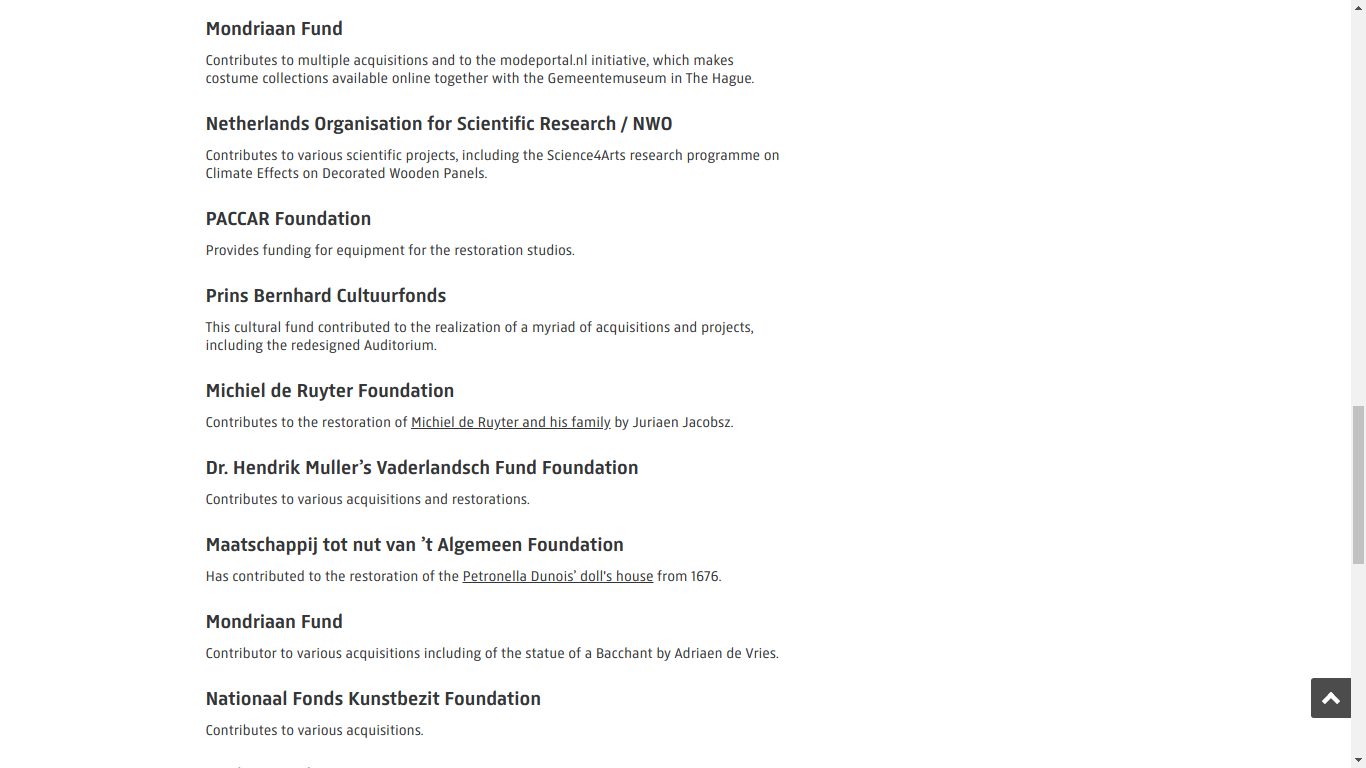 Mondriaan Fund
Contributes to multiple acquisitions and to the modeportal.nl initiative, which makes
costume collections available online together with the Gemeentemuseum in The Hague.
Netherlands Organisation for Scientific Research / NWO
Contributes to various scientific projects, including the Science4Arts research programme on
Climate Effects on Decorated Wooden Panels.
PACCAR Foundation
Provides funding for equipment for the restoration studios.
Prins Bernhard Cultuurfonds
This cultural fund contributed to the realization of a myriad of acquisitions and projects,
including the redesigned Auditorium.
Michiel de Ruyter Foundation
Contributes to the restoration of Michiel de Ruyter and his family by Juriaen Jacobsz.
Dr. Hendrik Muller’s Vaderlandsch Fund Foundation
Contributes to various acquisitions and restorations.
Maatschappij tot nut van ’t Algemeen Foundation
Has contributed to the restoration of the Petronella Dunois’ doll's house from 1676.
Mondriaan Fund
Contributor to various acquisitions including of the statue of a Bacchant by Adriaen de Vries.
Nationaal Fonds Kunstbezit Foundation
Contributes to various acquisitions.